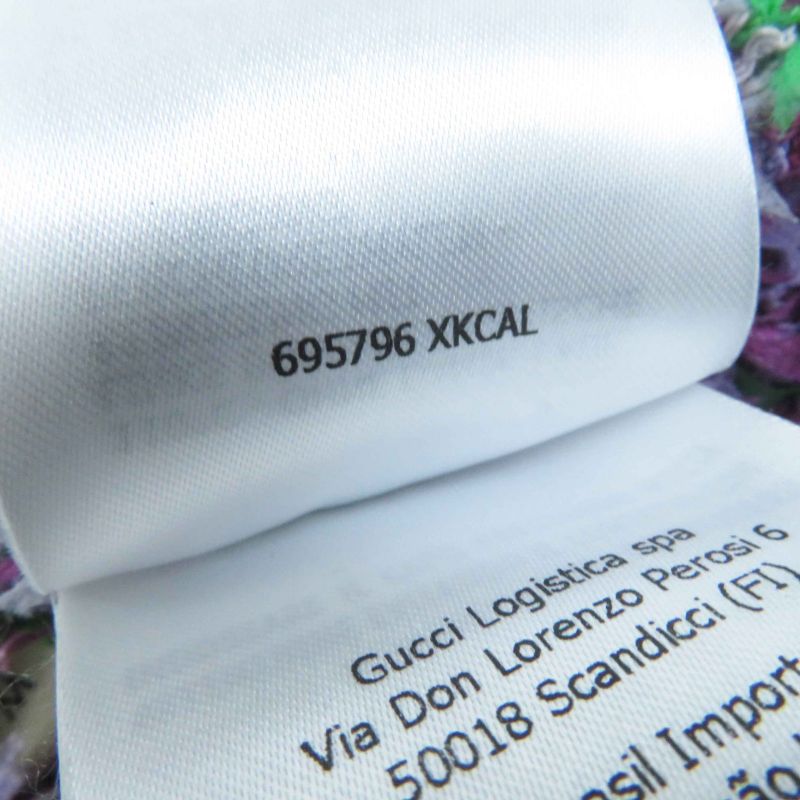 695796 XKCAL
Gucci Logistica spa
Via Don Lorenzo Perosi 6
50018 Scandicci (FI)